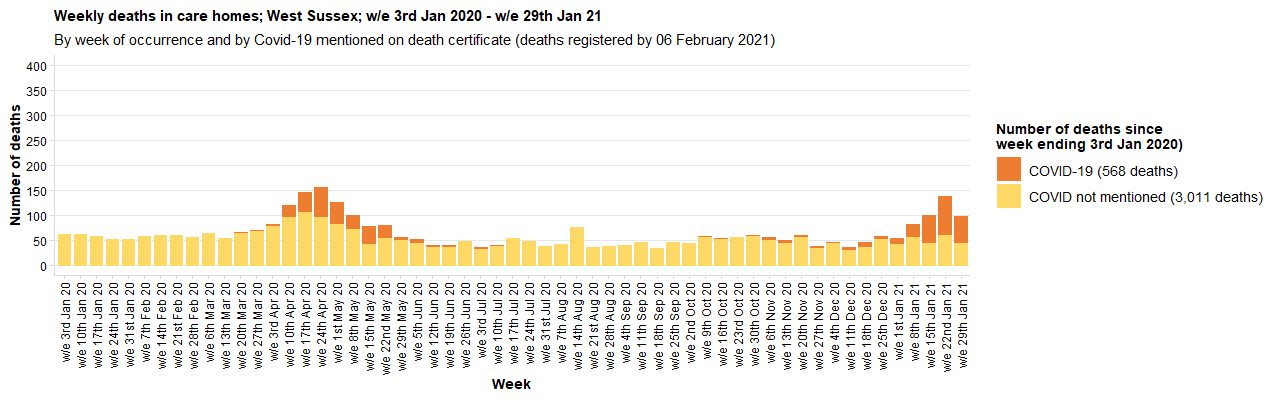 Weekly deaths in care homes; West Sussex; w/e 3rd Jan 2020 - w/e 29th Jan 21
By week of occurrence and by Covid-19 mentioned on death certificate (deaths registered by 06 February 2021)
Number of deaths
400
350
300
250
200
150
100
50
0
w/e 3rd Jan 20
w/e 10th Jan 20
w/e 17th Jan 20
w/e 24th Jan 20
w/e 31st Jan 20
w/e 7th Feb 20
w/e 14th Feb 20
w/e 21st Feb 20
w/e 28th Feb 20
w/e 6th Mar 20
w/e 13th Mar 20
w/e 20th Mar 20
w/e 27th Mar 20
w/e 3rd Apr 20
w/e 10th Apr 20
w/e 17th Apr 20
w/e 24th Apr 20
w/e 1st May 20
w/e 8th May 20
w/e 15th May 20
w/e 22nd May 20
w/e 29th May 20
w/e 5th Jun 20
w/e 12th Jun 20
w/e 19th Jun 20
w/e 26th Jun 20
w/e 3rd Jul 20
w/e 10th Jul 20
w/e 17th Jul 20
w/e 24th Jul 20
w/e 31st Jul 20
w/e 7th Aug 20
w/e 14th Aug 20
w/e 21st Aug 20
w/e 28th Aug 20
w/e 4th Sep 20
w/e 11th Sep 20
w/e 18th Sep 20
w/e 25th Sep 20
w/e 2nd Oct 20
w/e 9th Oct 20
w/e 16th Oct 20
w/e 23rd Oct 20
w/e 30th Oct 20
w/e 6th Nov 20
w/e 13th Nov 20
w/e 20th Nov 20
w/e 27th Nov 20
w/e 4th Dec 20
w/e 11th Dec 20
w/e 18th Dec 20
w/e 25th Dec 20
w/e 1st Jan 21
w/e 8th Jan 21
w/e 15th Jan 21
w/e 22nd Jan 21
w/e 29th Jan 21
Week
Number of deaths since
week ending 3rd Jan 2020)
COVID-19 (568 deaths)
COVID not mentioned (3,011 deaths)